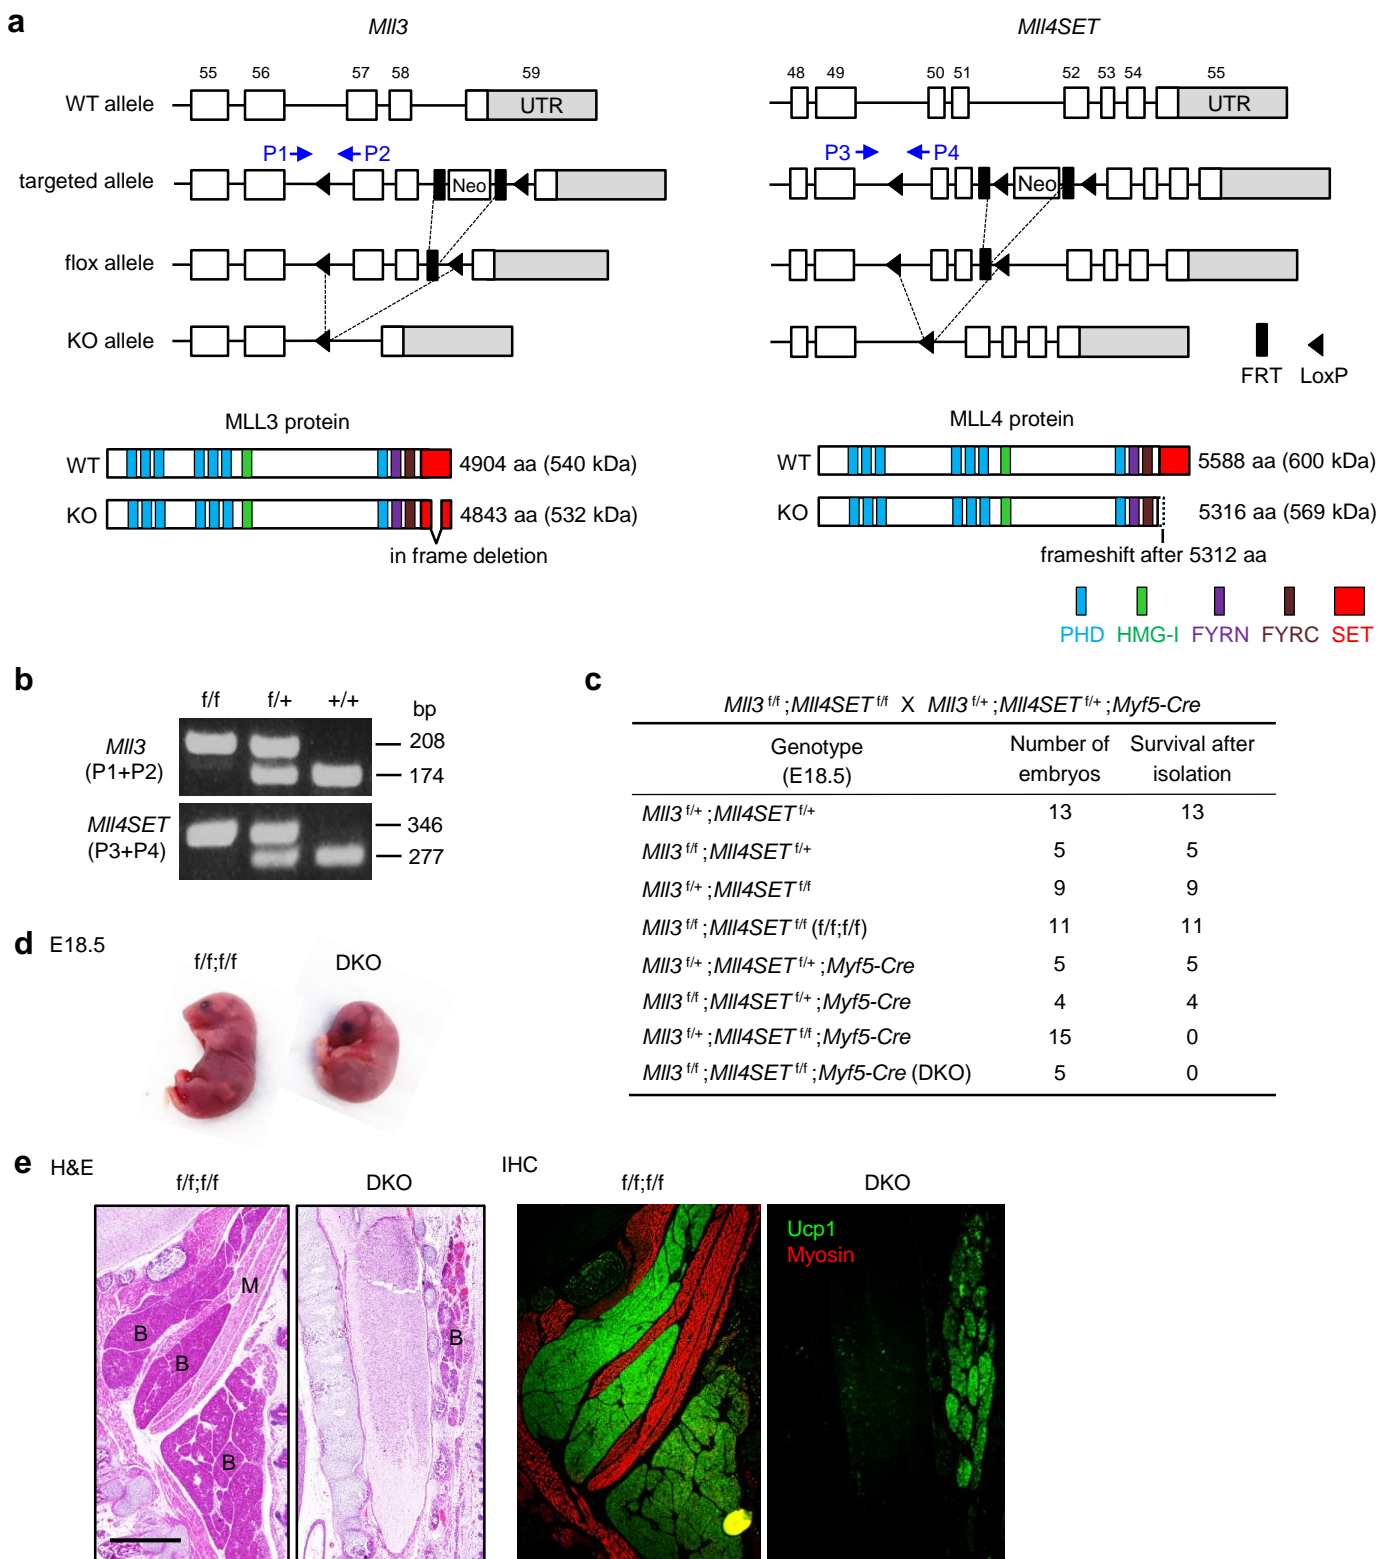 a
Mll3
Mll4SET
55 56 57 58 59
48 49 50 51 52 53 54 55
WT allele
UTR
UTR
P1 P2
P3 P4
targeted allele
Neo
Neo
flox allele
KO allele
FRT LoxP
MLL3 protein
MLL4 protein
WT
4904 aa (540 kDa)
WT
5588 aa (600 kDa)
KO
4843 aa (532 kDa)
KO
5316 aa (569 kDa)
in frame deletion
frameshift after 5312 aa
PHD HMG-I FYRN FYRC SET
b
f/f f/+ +/+
bp
Mll3
(P1+P2)
208
174
Mll4SET
(P3+P4)
346
277
c
Mll3 f/f ; Mll4SET f/f X Mll3 f/+ ; Mll4SET f/+ ; Myf5-Cre
Genotype Number of Survival after
(E18.5) embryos isolation
Mll3 f/+ ; Mll4SET f/+ 13 13
Mll3 f/f ; Mll4SET f/+ 5 5
Mll3 f/+ ; Mll4SET f/f 9 9
Mll3 f/f ; Mll4SET f/f (f/f;f/f) 11 11
Mll3 f/+ ; Mll4SET f/+ ; Myf5-Cre 5 5
Mll3 f/f ; Mll4SET f/+ ; Myf5-Cre 4 4
Mll3 f/+ ; Mll4SET f/f ; Myf5-Cre 15 0
Mll3 f/f ; Mll4SET f/f ; Myf5-Cre (DKO) 5 0
d E18.5
f/f;f/f DKO
e H&E
f/f;f/f DKO
M
B
B
B
B
IHC
f/f;f/f DKO
Ucp1
Myosin